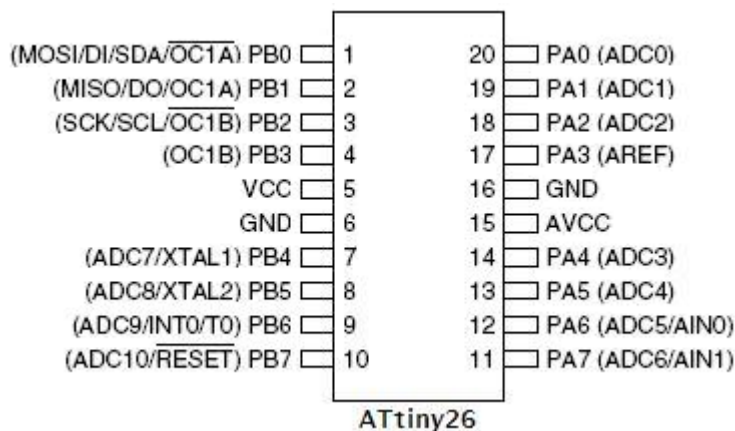 (MOSI/DI/SDA/OC1A) PB0 1 20 PA0 (ADC0)
(MISO/DO/OC1A) PB1 2 19 PA1 (ADC1)
(SCK/SCL/OC1B) PB2 3 18 PA2 (ADC2)
(OC1B) PB3 4 17 PA3 (AREF)
VCC 5 16 GND
GND 6 15 AVCC
(ADC7/XTAL1) PB4 7 14 PA4 (ADC3)
(ADC8/XTAL2) PB5 8 13 PA5 (ADC4)
(ADC9/INT0/T0) PB6 9 12 PA6 (ADC5/AIN0)
(ADC10/RESET) PB7 10 11 PA7 (ADC6/AIN1)
ATtiny26